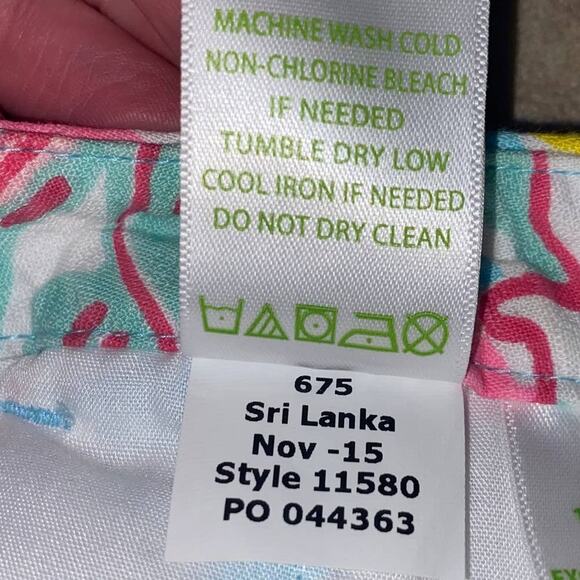 MACHINE WASH COLD
NON-CHLORINE BLEACH
IF NEEDED
TUMBLE DRY LOW
COOL IRON IF NEEDED
DO NOT DRY CLEAN
675
Sri Lanka
Nov -15
Style 11580
PO 044363